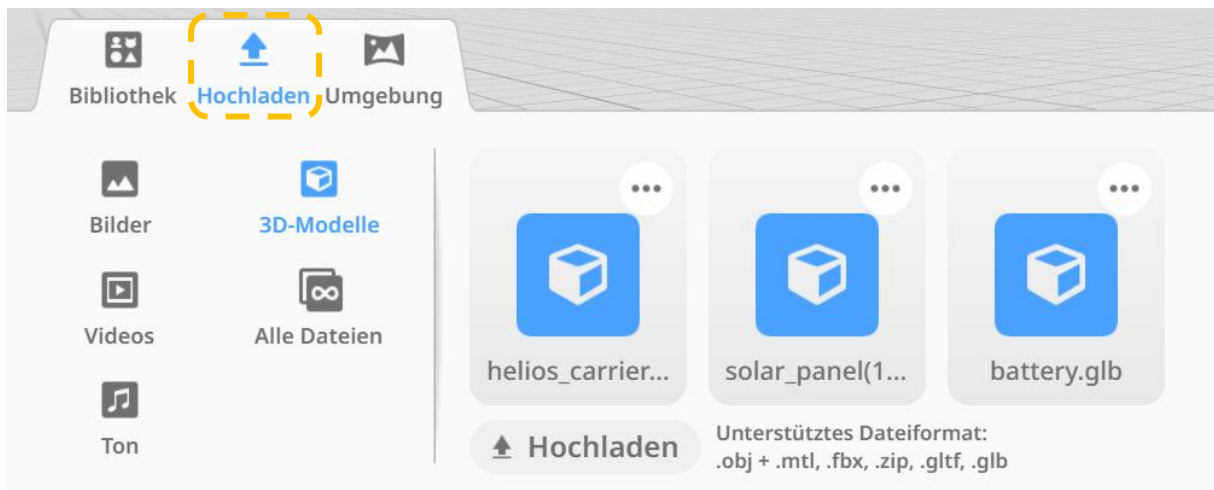 Bibliothek Hochladen Umgebung
Bilder 3D-Modelle
Videos Alle Dateien
Ton
helios_carrier... solar_panel(1... battery.glb
Hochladen
Unterstütztes Dateiformat:
.obj + .mtl, .fbx, .zip, .gltf, .glb